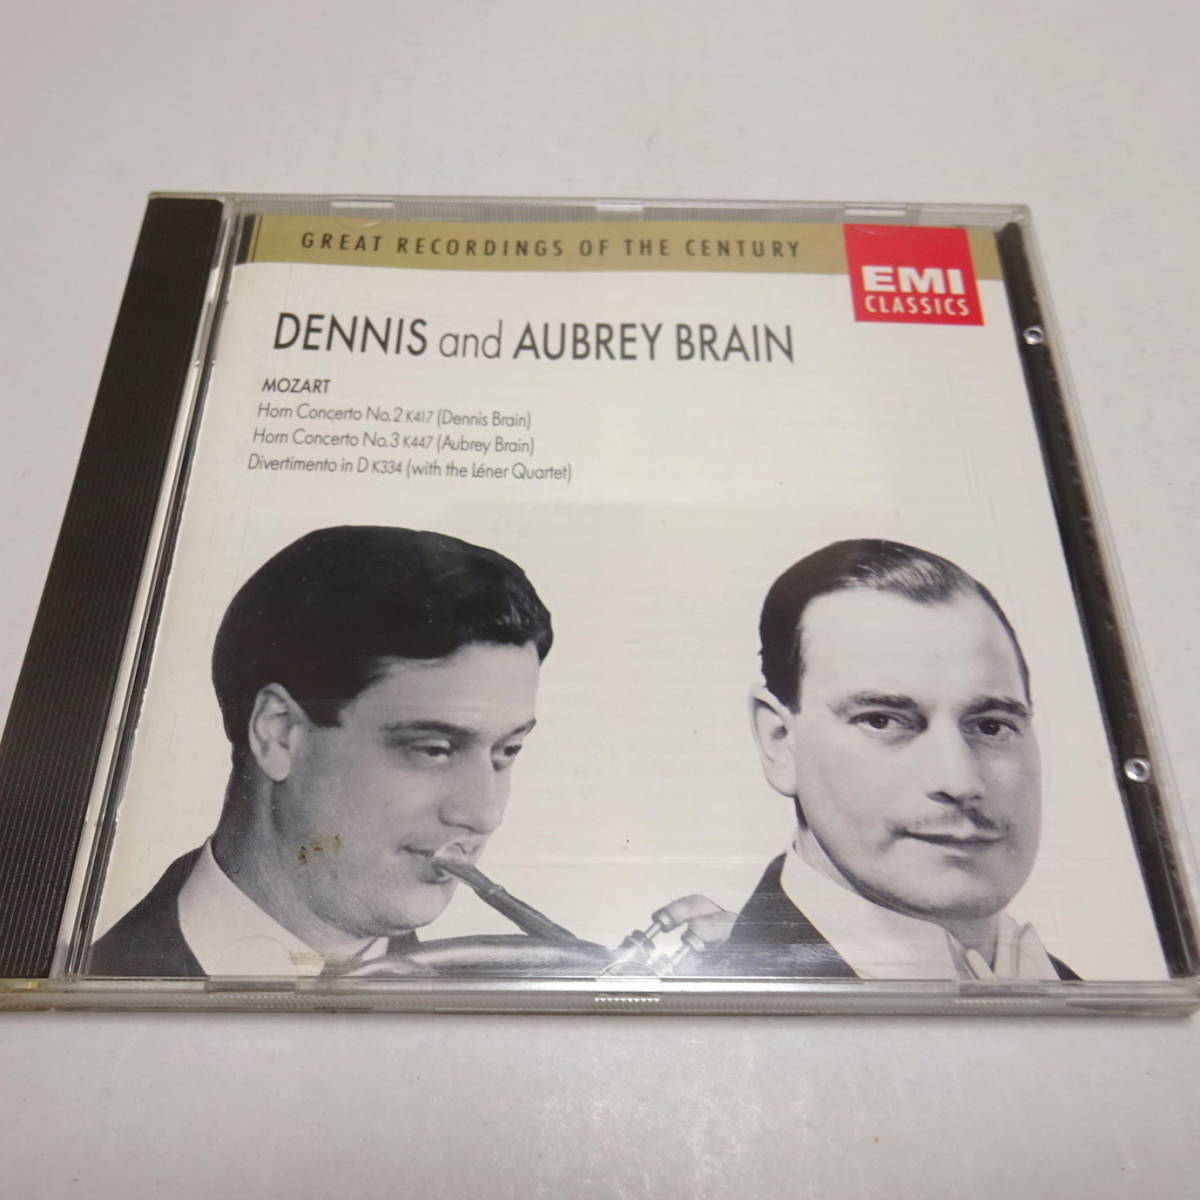 GREAT RECORDINGS OF THE CENTURY
EMI
CLASSICS
DENNIS and AUBREY BRAIN
MOZART
Horn Concerto No.2 K417 (Dennis Brain)
Horn Concerto No.3 K447 (Aubrey Brain)
Divertimento in D K334 (with the Léner Quartet)